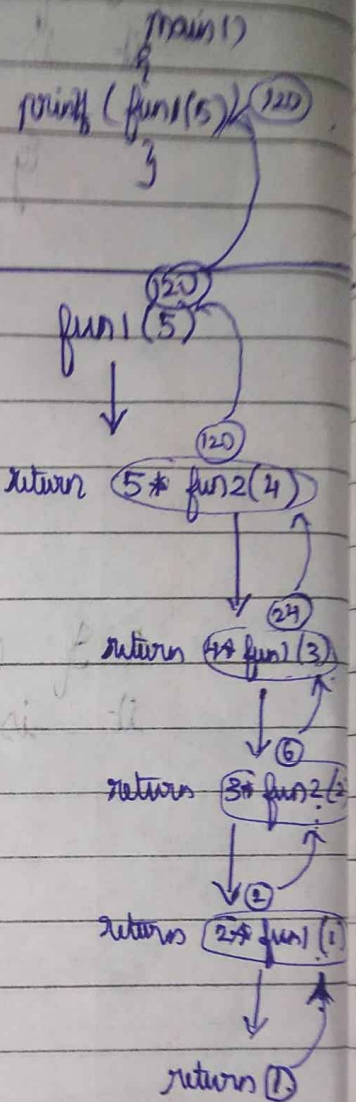 main()
{
printf (fun1(5)) 120
}
120
fun1(5)
120
return 5* fun2(4)
24
return 4* fun1(3)
6
return 3* fun2(2)
2
return 2* fun1(1)
return 1